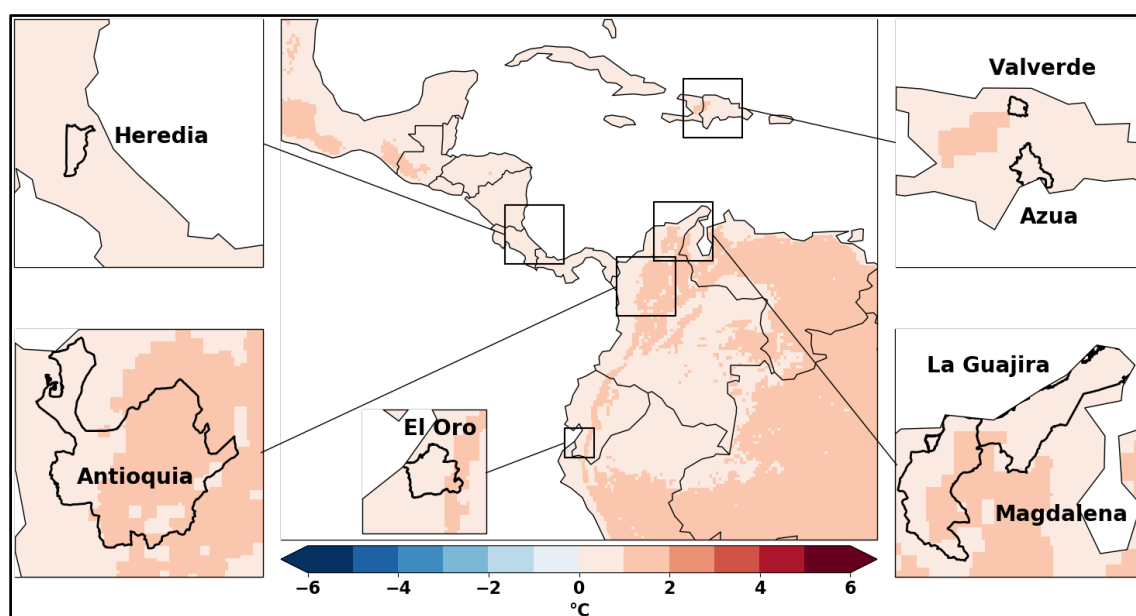 Heredia
Valverde
Azua
La Guajira
El Oro
Antioquia
Magdalena
−6 −4 −2 0 2 4 6
°C